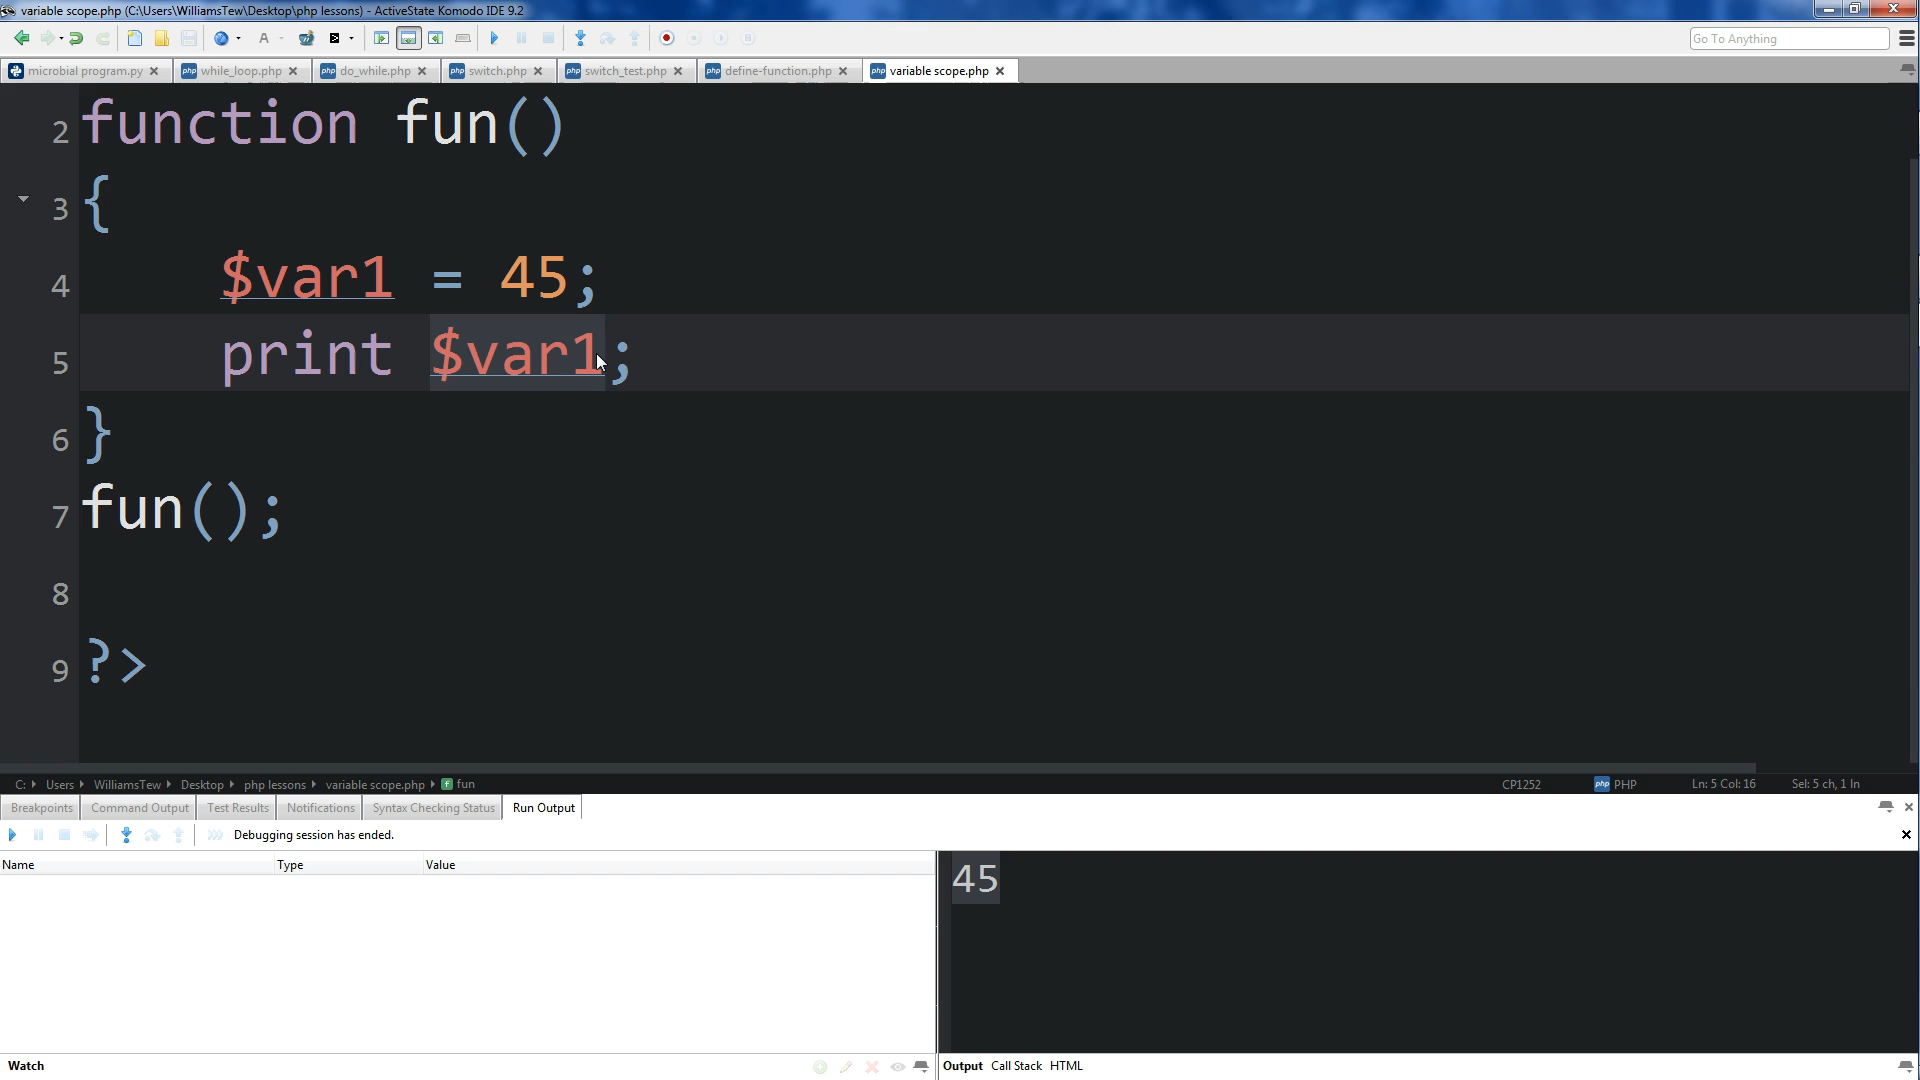 variable scope.php (C:\Users\WilliamsTew\Desktop\php lessons) - ActiveState Komodo IDE 9.2
Go To Anything
microbial program.py
while_loop.php
do_while.php
switch.php
switch_test.php
define-function.php
variable scope.php
2 function fun()
3 {
4 $var1 = 45;
5 print $var1;
6 }
7 fun();
8
9 ?>
C: Users WilliamsTew Desktop php lessons variable scope.php f fun CP1252 php PHP Ln: 5 Col: 16 Sel: 5 ch, 1 ln
Breakpoints Command Output Test Results Notifications Syntax Checking Status Run Output
Debugging session has ended.
Name Type Value
45
Watch
Output Call Stack HTML